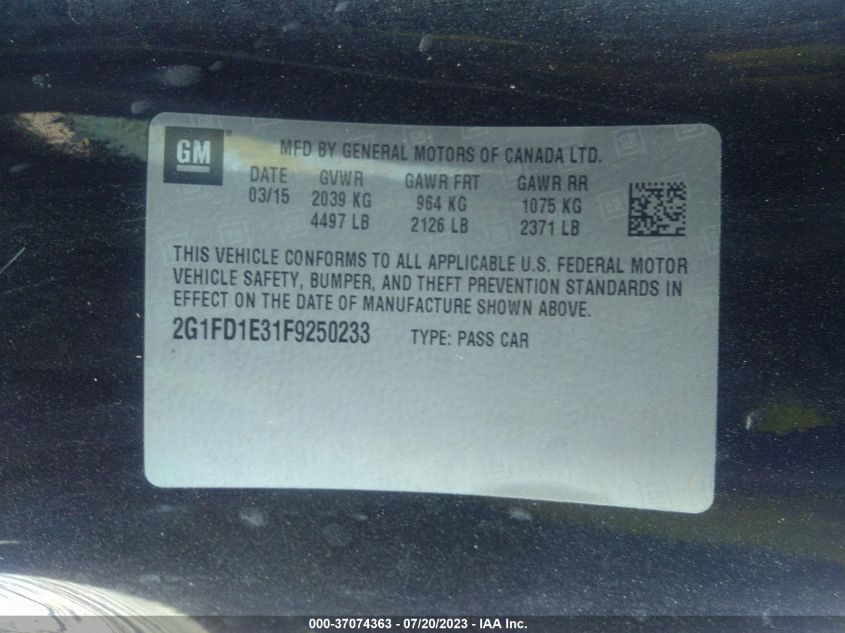 GM®
MFD BY GENERAL MOTORS OF CANADA LTD.
DATE GVWR GAWR FRT GAWR RR
03/15 2039 KG 964 KG 1075 KG
4497 LB 2126 LB 2371 LB
THIS VEHICLE CONFORMS TO ALL APPLICABLE U.S. FEDERAL MOTOR
VEHICLE SAFETY, BUMPER, AND THEFT PREVENTION STANDARDS IN
EFFECT ON THE DATE OF MANUFACTURE SHOWN ABOVE.
2G1FD1E31F9250233 TYPE: PASS CAR
000-37074363 - 07/20/2023 - IAA Inc.